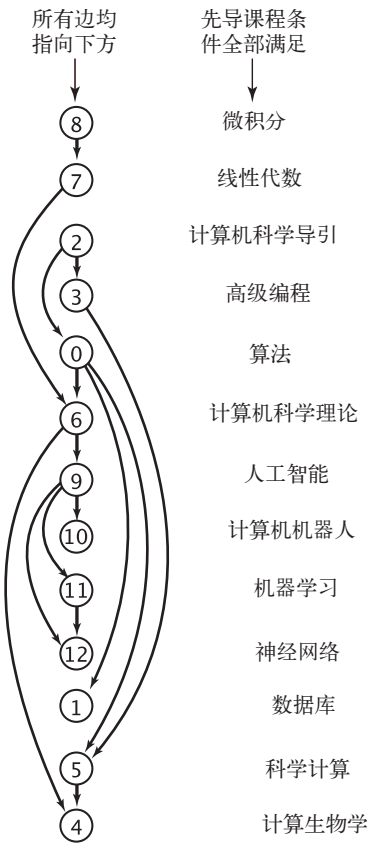 所有边均
指向下方
先导课程条
件全部满足
8 微积分
7 线性代数
2 计算机科学导引
3 高级编程
0 算法
6 计算机科学理论
9 人工智能
10 计算机机器人
11 机器学习
12 神经网络
1 数据库
5 科学计算
4 计算生物学